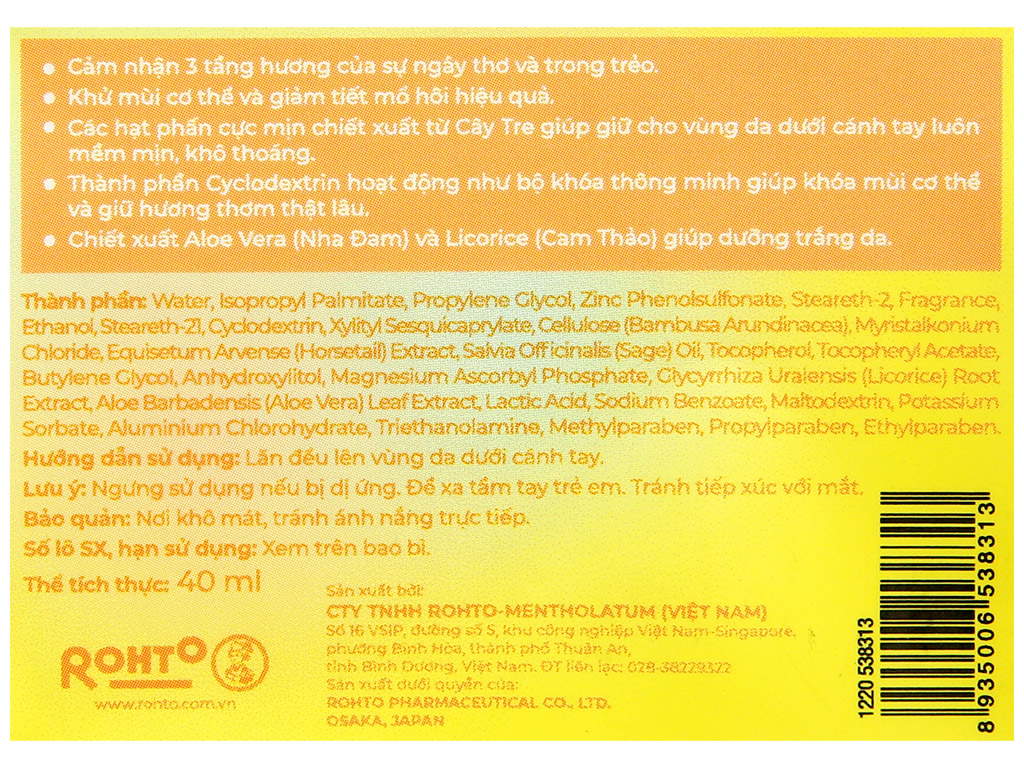 Cảm nhận 3 tầng hương của sự ngây thơ và trong trẻo.
Khử mùi cơ thể và giảm tiết mồ hôi hiệu quả.
Các hạt phấn cực mịn chiết xuất từ Cây Tre giúp giữ cho vùng da dưới cánh tay luôn
mềm mịn, khô thoáng.
Thành phần Cyclodextrin hoạt động như bộ khóa thông minh giúp khóa mùi cơ thể
và giữ hương thơm thật lâu.
Chiết xuất Aloe Vera (Nha Đam) và Licorice (Cam Thảo) giúp dưỡng trắng da.
Thành phần: Water, Isopropyl Palmitate, Propylene Glycol, Zinc Phenolsulfonate, Steareth-2, Fragrance,
Ethanol, Steareth-21, Cyclodextrin, Xylityl Sesquicaprylate, Cellulose (Bambusa Arundinacea), Myristalkonium
Chloride, Equisetum Arvense (Horsetail) Extract, Salvia Officinalis (Sage) Oil, Tocopherol, Tocopheryl Acetate,
Butylene Glycol, Anhydroxylitol, Magnesium Ascorbyl Phosphate, Glycyrrhiza Uralensis (Licorice) Root
Extract, Aloe Barbadensis (Aloe Vera) Leaf Extract, Lactic Acid, Sodium Benzoate, Maltodextrin, Potassium
Sorbate, Aluminium Chlorohydrate, Triethanolamine, Methylparaben, Propylparaben, Ethylparaben.
Hướng dẫn sử dụng: Lăn đều lên vùng da dưới cánh tay.
Lưu ý: Ngưng sử dụng nếu bị dị ứng. Để xa tầm tay trẻ em. Tránh tiếp xúc với mắt.
Bảo quản: Nơi khô mát, tránh ánh nắng trực tiếp.
Số lô SX, hạn sử dụng: Xem trên bao bì.
Thể tích thực: 40 ml
Sản xuất bởi:
CTY TNHH ROHTO-MENTHOLATUM (VIỆT NAM)
Số 16 VSIP, đường số 5, khu công nghiệp Việt Nam-Singapore,
phường Bình Hòa, thành phố Thuận An,
tỉnh Bình Dương, Việt Nam. ĐT liên lạc: 028-38229322
Sản xuất dưới quyền của:
ROHTO PHARMACEUTICAL CO., LTD.
OSAKA, JAPAN
ROHTO
www.rohto.com.vn
1220 538313
8 935006 538313